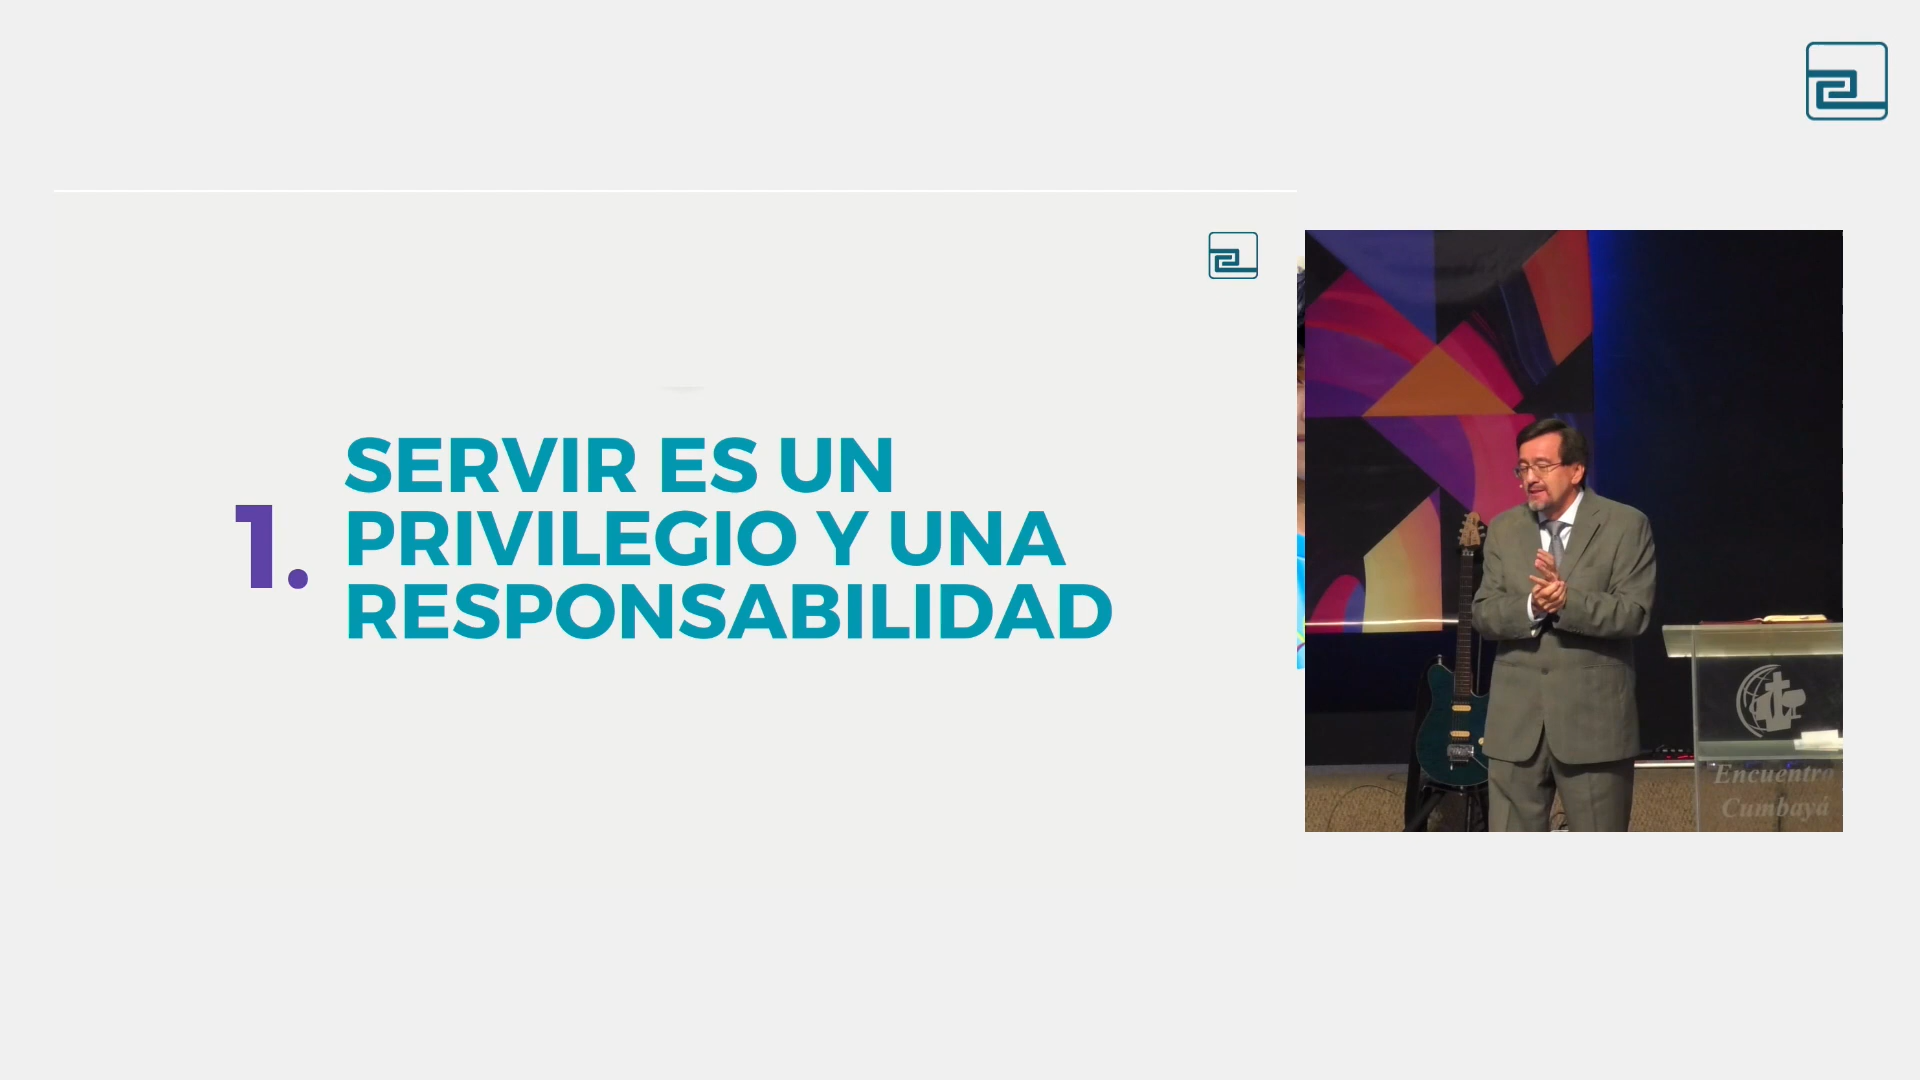 1.
SERVIR ES UN
PRIVILEGIO Y UNA
RESPONSABILIDAD
Encuentro
Cumbayá